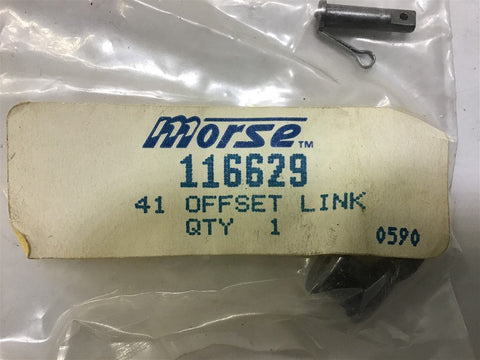 morse™
116629
41 OFFSET LINK
QTY 1
0590